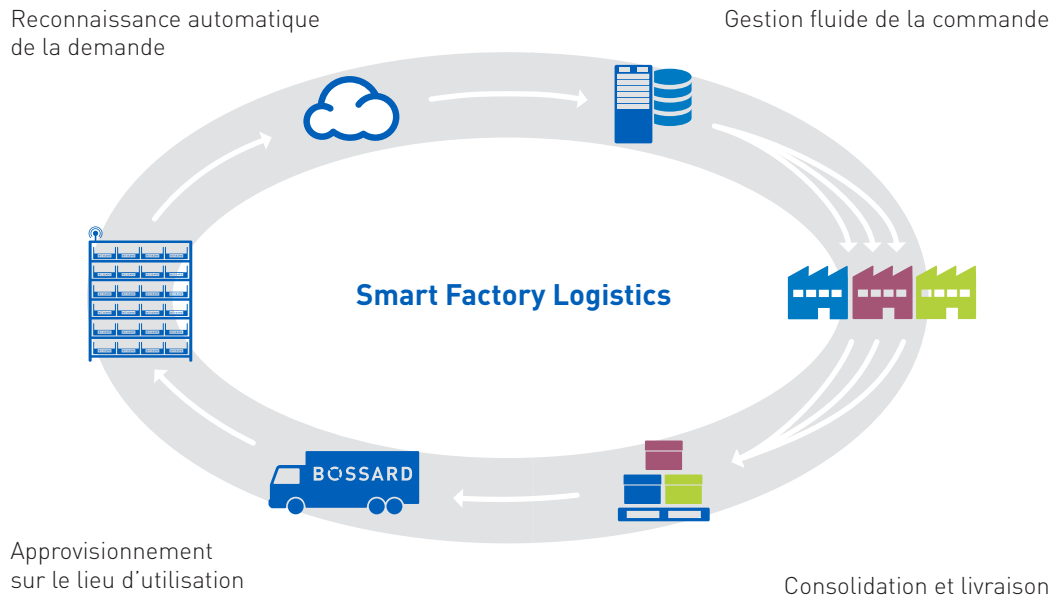 Reconnaissance automatique
de la demande
Gestion fluide de la commande
Smart Factory Logistics
BOSSARD
Approvisionnement
sur le lieu d’utilisation
Consolidation et livraison